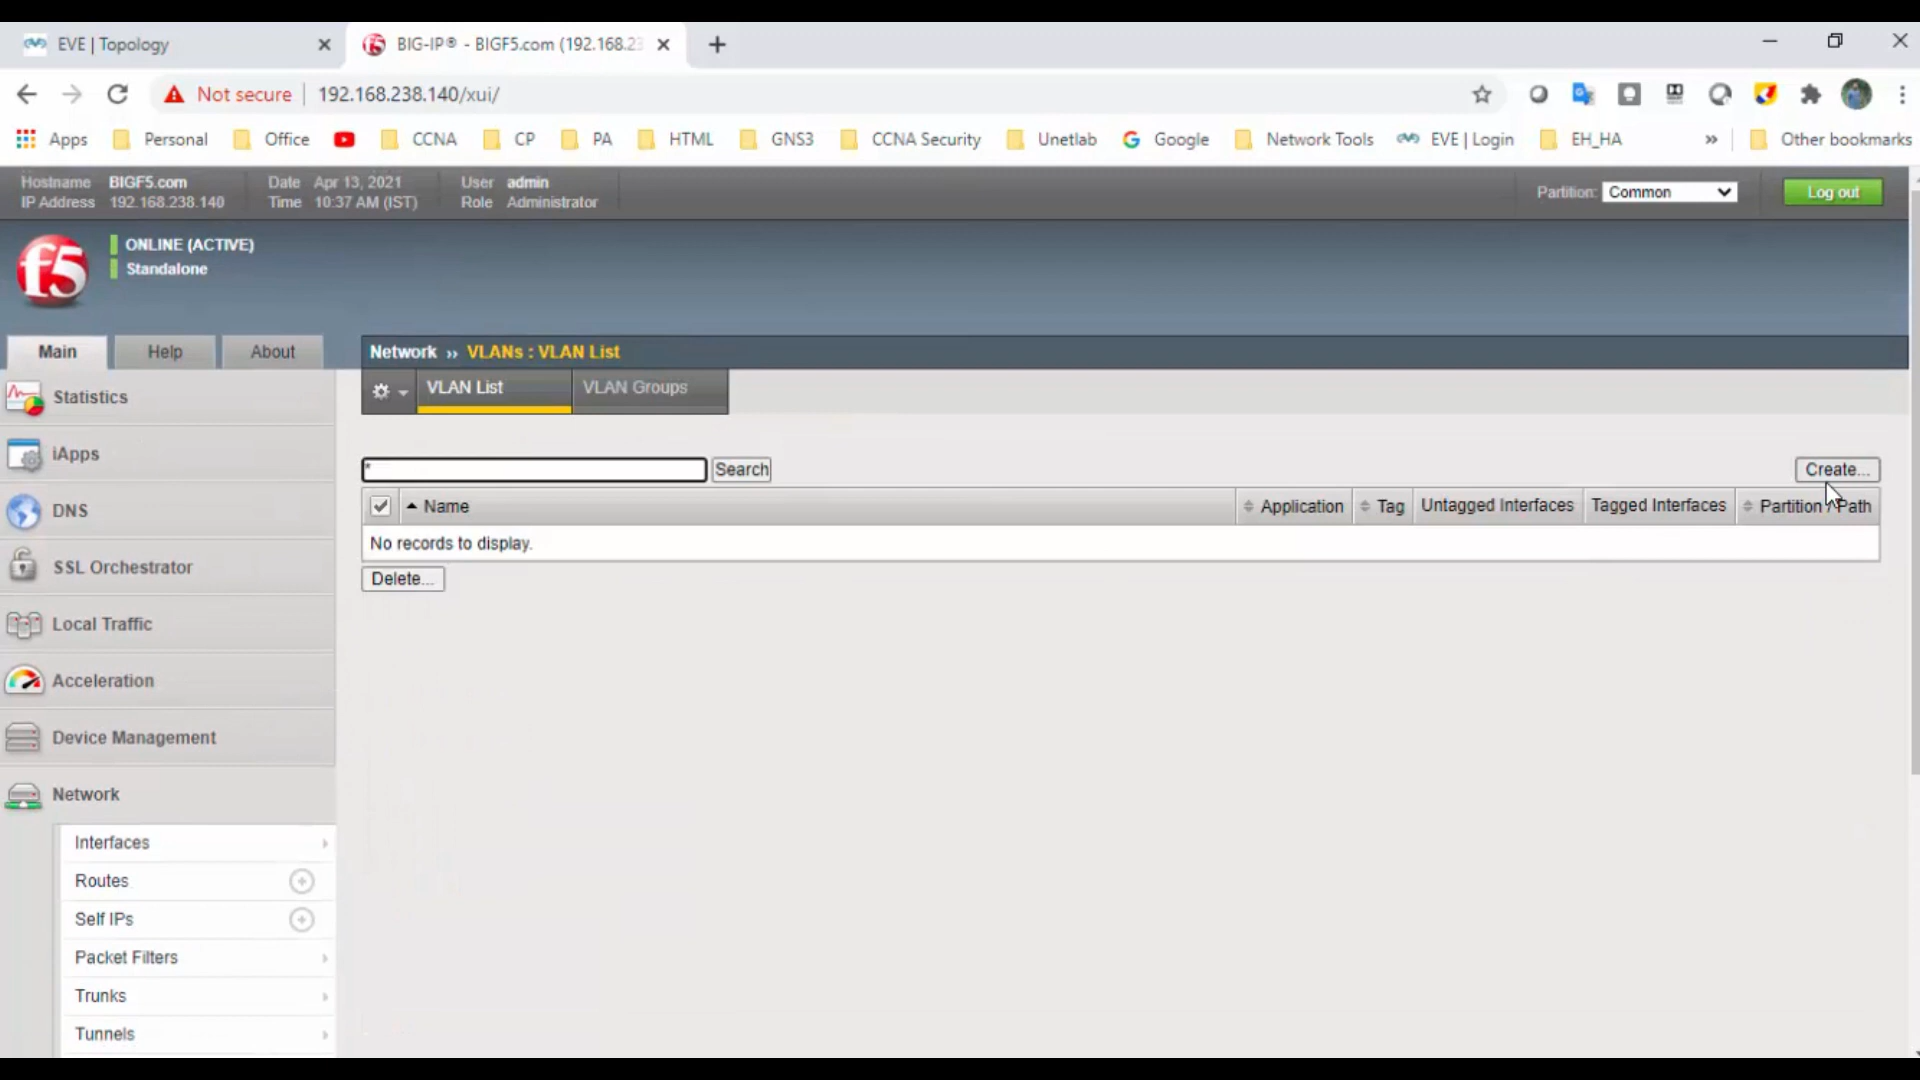 EVE | Topology
BIG-IP® - BIGF5.com (192.168.23
Not secure
192.168.238.140/xui/
Apps
Personal
Office
CCNA
CP
PA
HTML
GNS3
CCNA Security
Unetlab
Google
Network Tools
EVE | Login
EH_HA
»
Other bookmarks
Hostname BIGF5.com
IP Address 192.168.238.140
Date Apr 13, 2021
Time 10:37 AM (IST)
User admin
Role Administrator
Partition: Common
Log out
f5
ONLINE (ACTIVE)
Standalone
Main
Help
About
Network ›› VLANs : VLAN List
VLAN List
VLAN Groups
*
Search
Create...
Name
Application
Tag
Untagged Interfaces
Tagged Interfaces
Partition / Path
No records to display.
Delete...
Statistics
iApps
DNS
SSL Orchestrator
Local Traffic
Acceleration
Device Management
Network
Interfaces
Routes
Self IPs
Packet Filters
Trunks
Tunnels